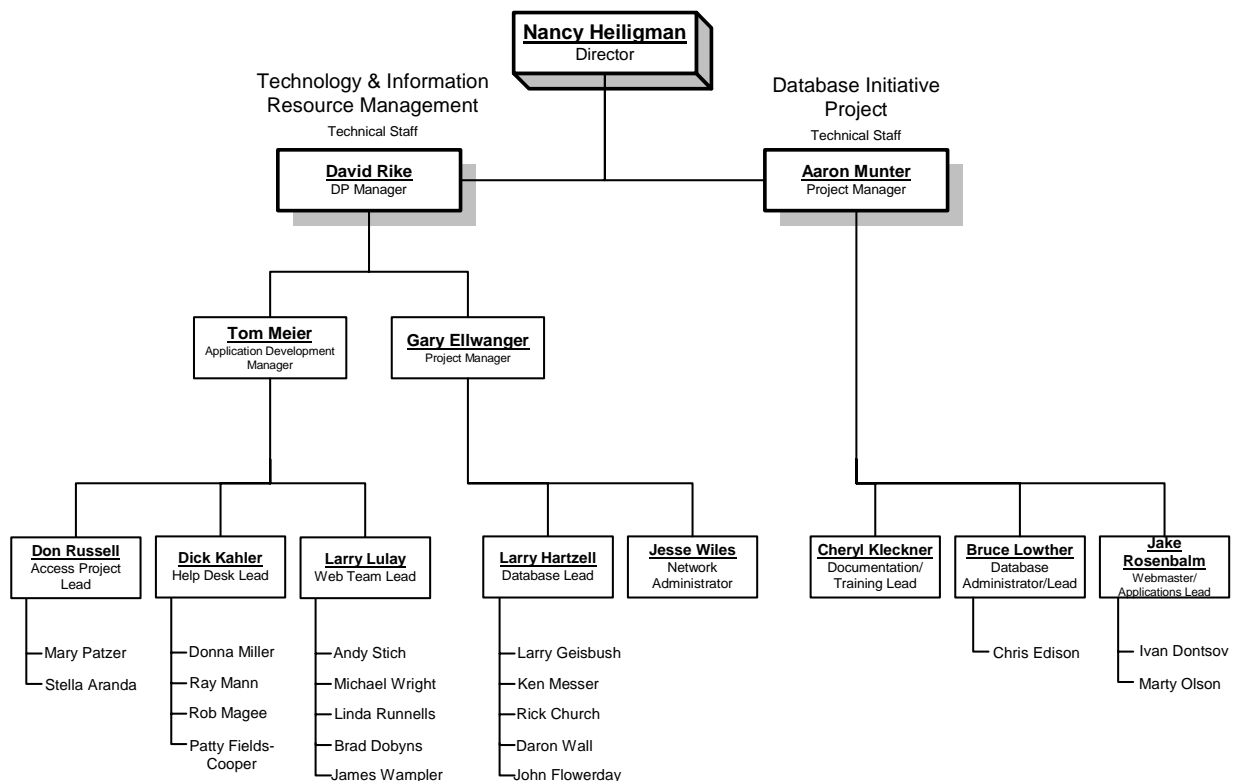 Nancy Heiligman
Director
Technology & Information
Resource Management
Technical Staff
Database Initiative
Project
Technical Staff
David Rike
DP Manager
Aaron Munter
Project Manager
Tom Meier
Application Development
Manager
Gary Ellwanger
Project Manager
Don Russell
Access Project
Lead
Dick Kahler
Help Desk Lead
Larry Lulay
Web Team Lead
Larry Hartzell
Database Lead
Jesse Wiles
Network
Administrator
Cheryl Kleckner
Documentation/
Training Lead
Bruce Lowther
Database
Administrator/Lead
Jake
Rosenbalm
Webmaster/
Applications Lead
Mary Patzer
Stella Aranda
Donna Miller
Ray Mann
Rob Magee
Patty Fields-
Cooper
Andy Stich
Michael Wright
Linda Runnells
Brad Dobyns
James Wampler
Larry Geisbush
Ken Messer
Rick Church
Daron Wall
John Flowerday
Chris Edison
Ivan Dontsov
Marty Olson